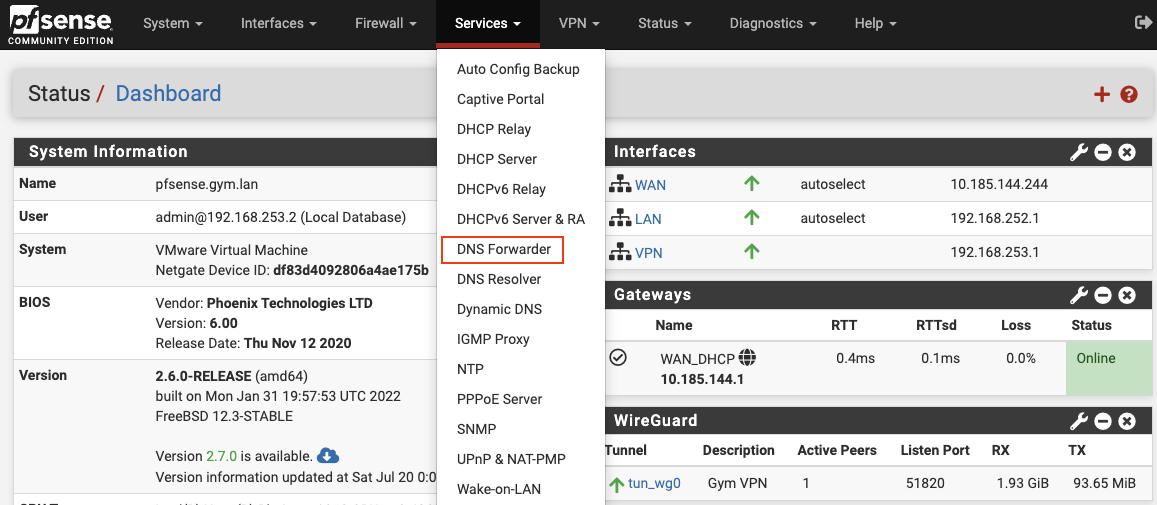 pfsense
COMMUNITY EDITION
System
Interfaces
Firewall
Services
VPN
Status
Diagnostics
Help
Status / Dashboard
Auto Config Backup
Captive Portal
DHCP Relay
DHCP Server
DHCPv6 Relay
DHCPv6 Server & RA
DNS Forwarder
DNS Resolver
Dynamic DNS
IGMP Proxy
NTP
PPPoE Server
SNMP
UPnP & NAT-PMP
Wake-on-LAN
System Information
Name pfsense.gym.lan
User admin@192.168.253.2 (Local Database)
System VMware Virtual Machine
Netgate Device ID: df83d4092806a4ae175b
BIOS Vendor: Phoenix Technologies LTD
Version: 6.00
Release Date: Thu Nov 12 2020
Version 2.6.0-RELEASE (amd64)
built on Mon Jan 31 19:57:53 UTC 2022
FreeBSD 12.3-STABLE
Version 2.7.0 is available.
Version information updated at Sat Jul 20 0:0
Interfaces
WAN autoselect 10.185.144.244
LAN autoselect 192.168.252.1
VPN 192.168.253.1
Gateways
Name RTT RTTsd Loss Status
WAN_DHCP 0.4ms 0.1ms 0.0% Online
10.185.144.1
WireGuard
Tunnel Description Active Peers Listen Port RX TX
tun_wg0 Gym VPN 1 51820 1.93 GiB 93.65 MiB